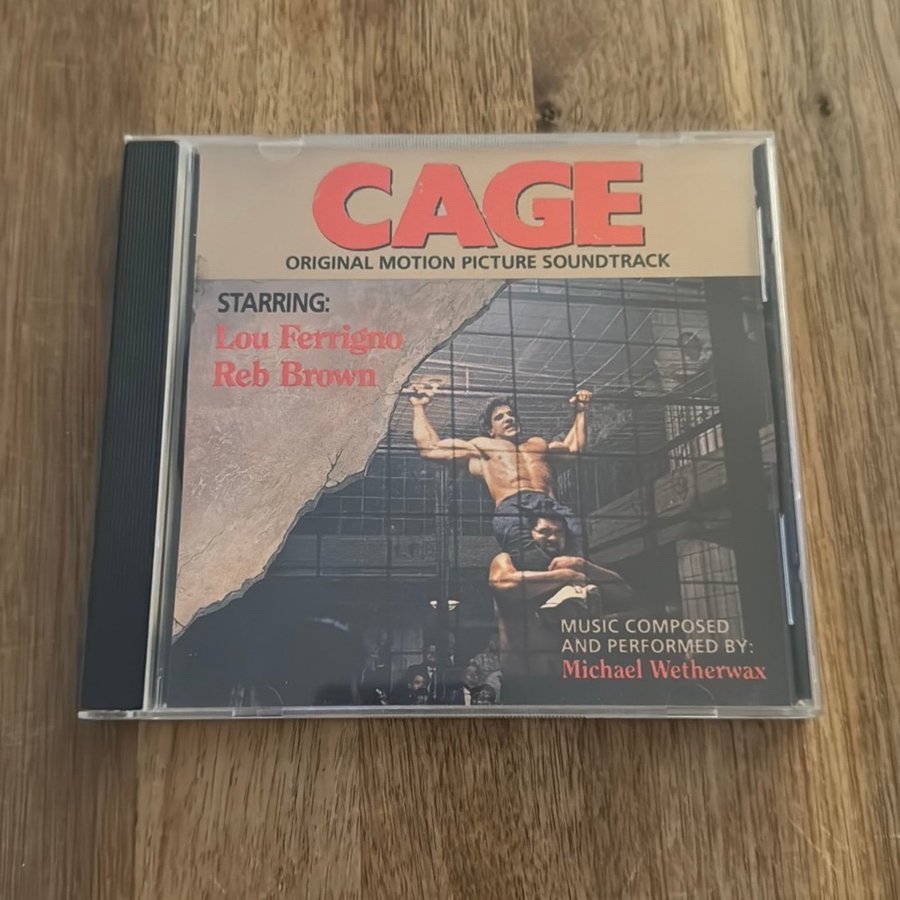 CAGE
ORIGINAL MOTION PICTURE SOUNDTRACK
STARRING:
Lou Ferrigno
Reb Brown
MUSIC COMPOSED
AND PERFORMED BY:
Michael Wetherwax